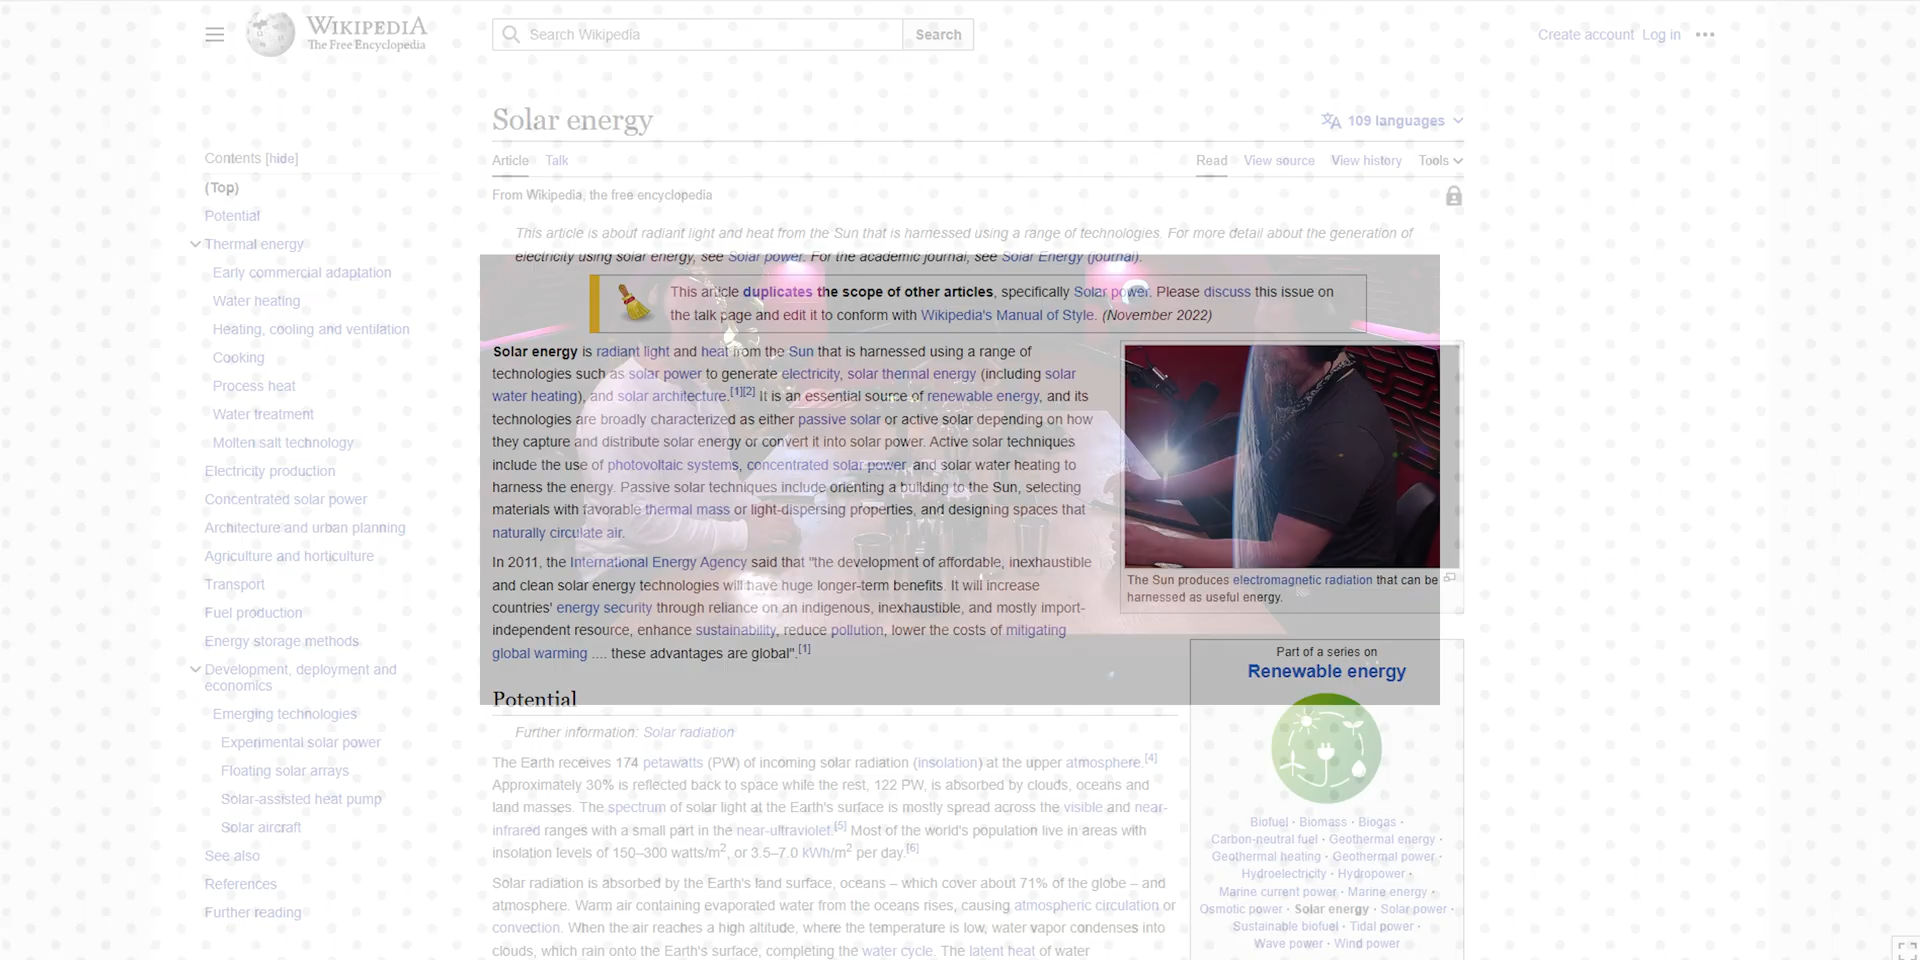 WIKIPEDIA
The Free Encyclopedia
Search Wikipedia
Search
Create account Log in
Solar energy
109 languages
Article Talk
Read View source View history Tools
From Wikipedia, the free encyclopedia
Contents [hide]
(Top)
Potential
Thermal energy
Early commercial adaptation
Water heating
Heating, cooling and ventilation
Cooking
Process heat
Water treatment
Molten salt technology
Electricity production
Concentrated solar power
Architecture and urban planning
Agriculture and horticulture
Transport
Fuel production
Energy storage methods
Development, deployment and
economics
Emerging technologies
Experimental solar power
Floating solar arrays
Solar-assisted heat pump
Solar aircraft
See also
References
Further reading
This article is about radiant light and heat from the Sun that is harnessed using a range of technologies. For more detail about the generation of
electricity using solar energy, see Solar power. For the academic journal, see Solar Energy (journal).
This article duplicates the scope of other articles, specifically Solar power. Please discuss this issue on
the talk page and edit it to conform with Wikipedia's Manual of Style. (November 2022)
Solar energy is radiant light and heat from the Sun that is harnessed using a range of
technologies such as solar power to generate electricity, solar thermal energy (including solar
water heating), and solar architecture.[1][2] It is an essential source of renewable energy, and its
technologies are broadly characterized as either passive solar or active solar depending on how
they capture and distribute solar energy or convert it into solar power. Active solar techniques
include the use of photovoltaic systems, concentrated solar power, and solar water heating to
harness the energy. Passive solar techniques include orienting a building to the Sun, selecting
materials with favorable thermal mass or light-dispersing properties, and designing spaces that
naturally circulate air.
In 2011, the International Energy Agency said that "the development of affordable, inexhaustible
and clean solar energy technologies will have huge longer-term benefits. It will increase
countries' energy security through reliance on an indigenous, inexhaustible, and mostly import-
independent resource, enhance sustainability, reduce pollution, lower the costs of mitigating
global warming .... these advantages are global".[1]
The Sun produces electromagnetic radiation that can be
harnessed as useful energy.
Potential
Further information: Solar radiation
The Earth receives 174 petawatts (PW) of incoming solar radiation (insolation) at the upper atmosphere.[4]
Approximately 30% is reflected back to space while the rest, 122 PW, is absorbed by clouds, oceans and
land masses. The spectrum of solar light at the Earth's surface is mostly spread across the visible and near-
infrared ranges with a small part in the near-ultraviolet.[5] Most of the world's population live in areas with
insolation levels of 150–300 watts/m2, or 3.5–7.0 kWh/m2 per day.[6]
Solar radiation is absorbed by the Earth's land surface, oceans – which cover about 71% of the globe – and
atmosphere. Warm air containing evaporated water from the oceans rises, causing atmospheric circulation or
convection. When the air reaches a high altitude, where the temperature is low, water vapor condenses into
clouds, which rain onto the Earth's surface, completing the water cycle. The latent heat of water
Part of a series on
Renewable energy
Biofuel · Biomass · Biogas ·
Carbon-neutral fuel · Geothermal energy ·
Geothermal heating · Geothermal power ·
Hydroelectricity · Hydropower ·
Marine current power · Marine energy ·
Osmotic power · Solar energy · Solar power ·
Sustainable biofuel · Tidal power ·
Wave power · Wind power